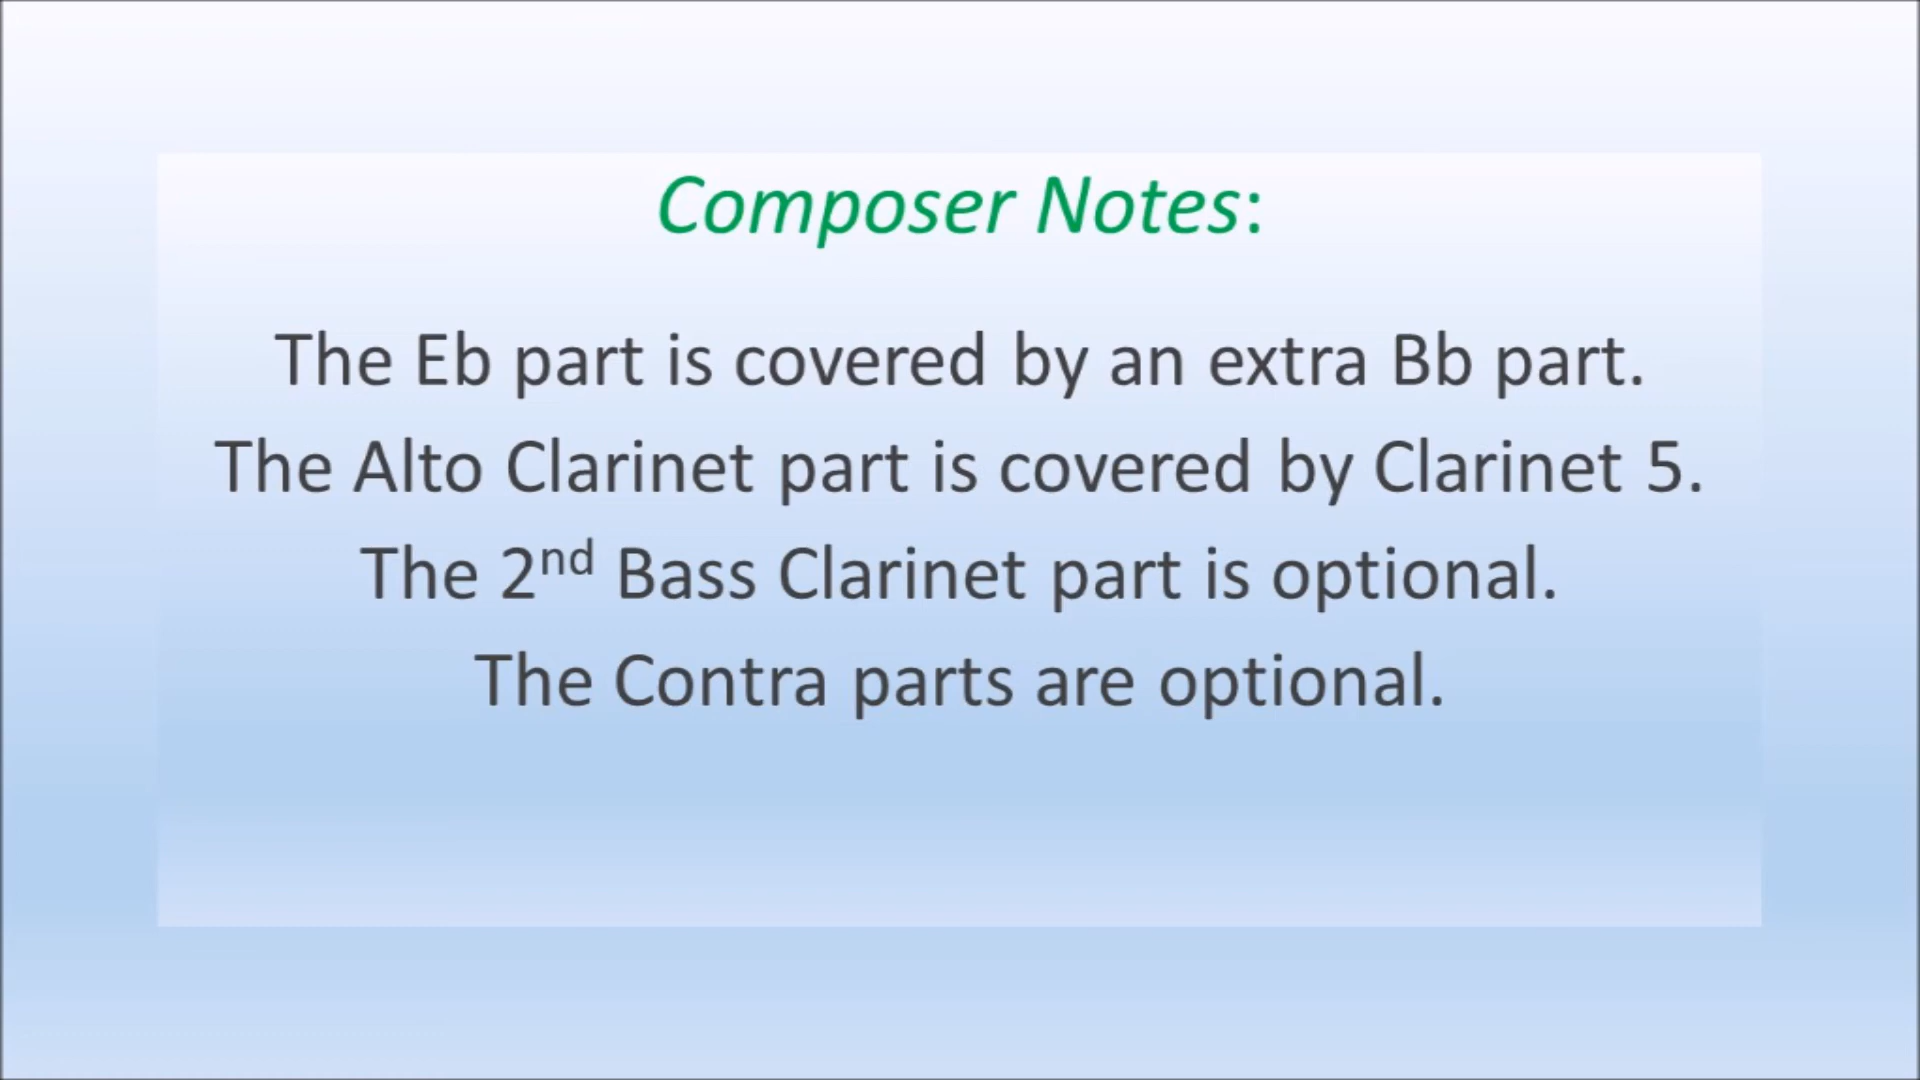 Composer Notes:
The Eb part is covered by an extra Bb part.
The Alto Clarinet part is covered by Clarinet 5.
The 2nd Bass Clarinet part is optional.
The Contra parts are optional.